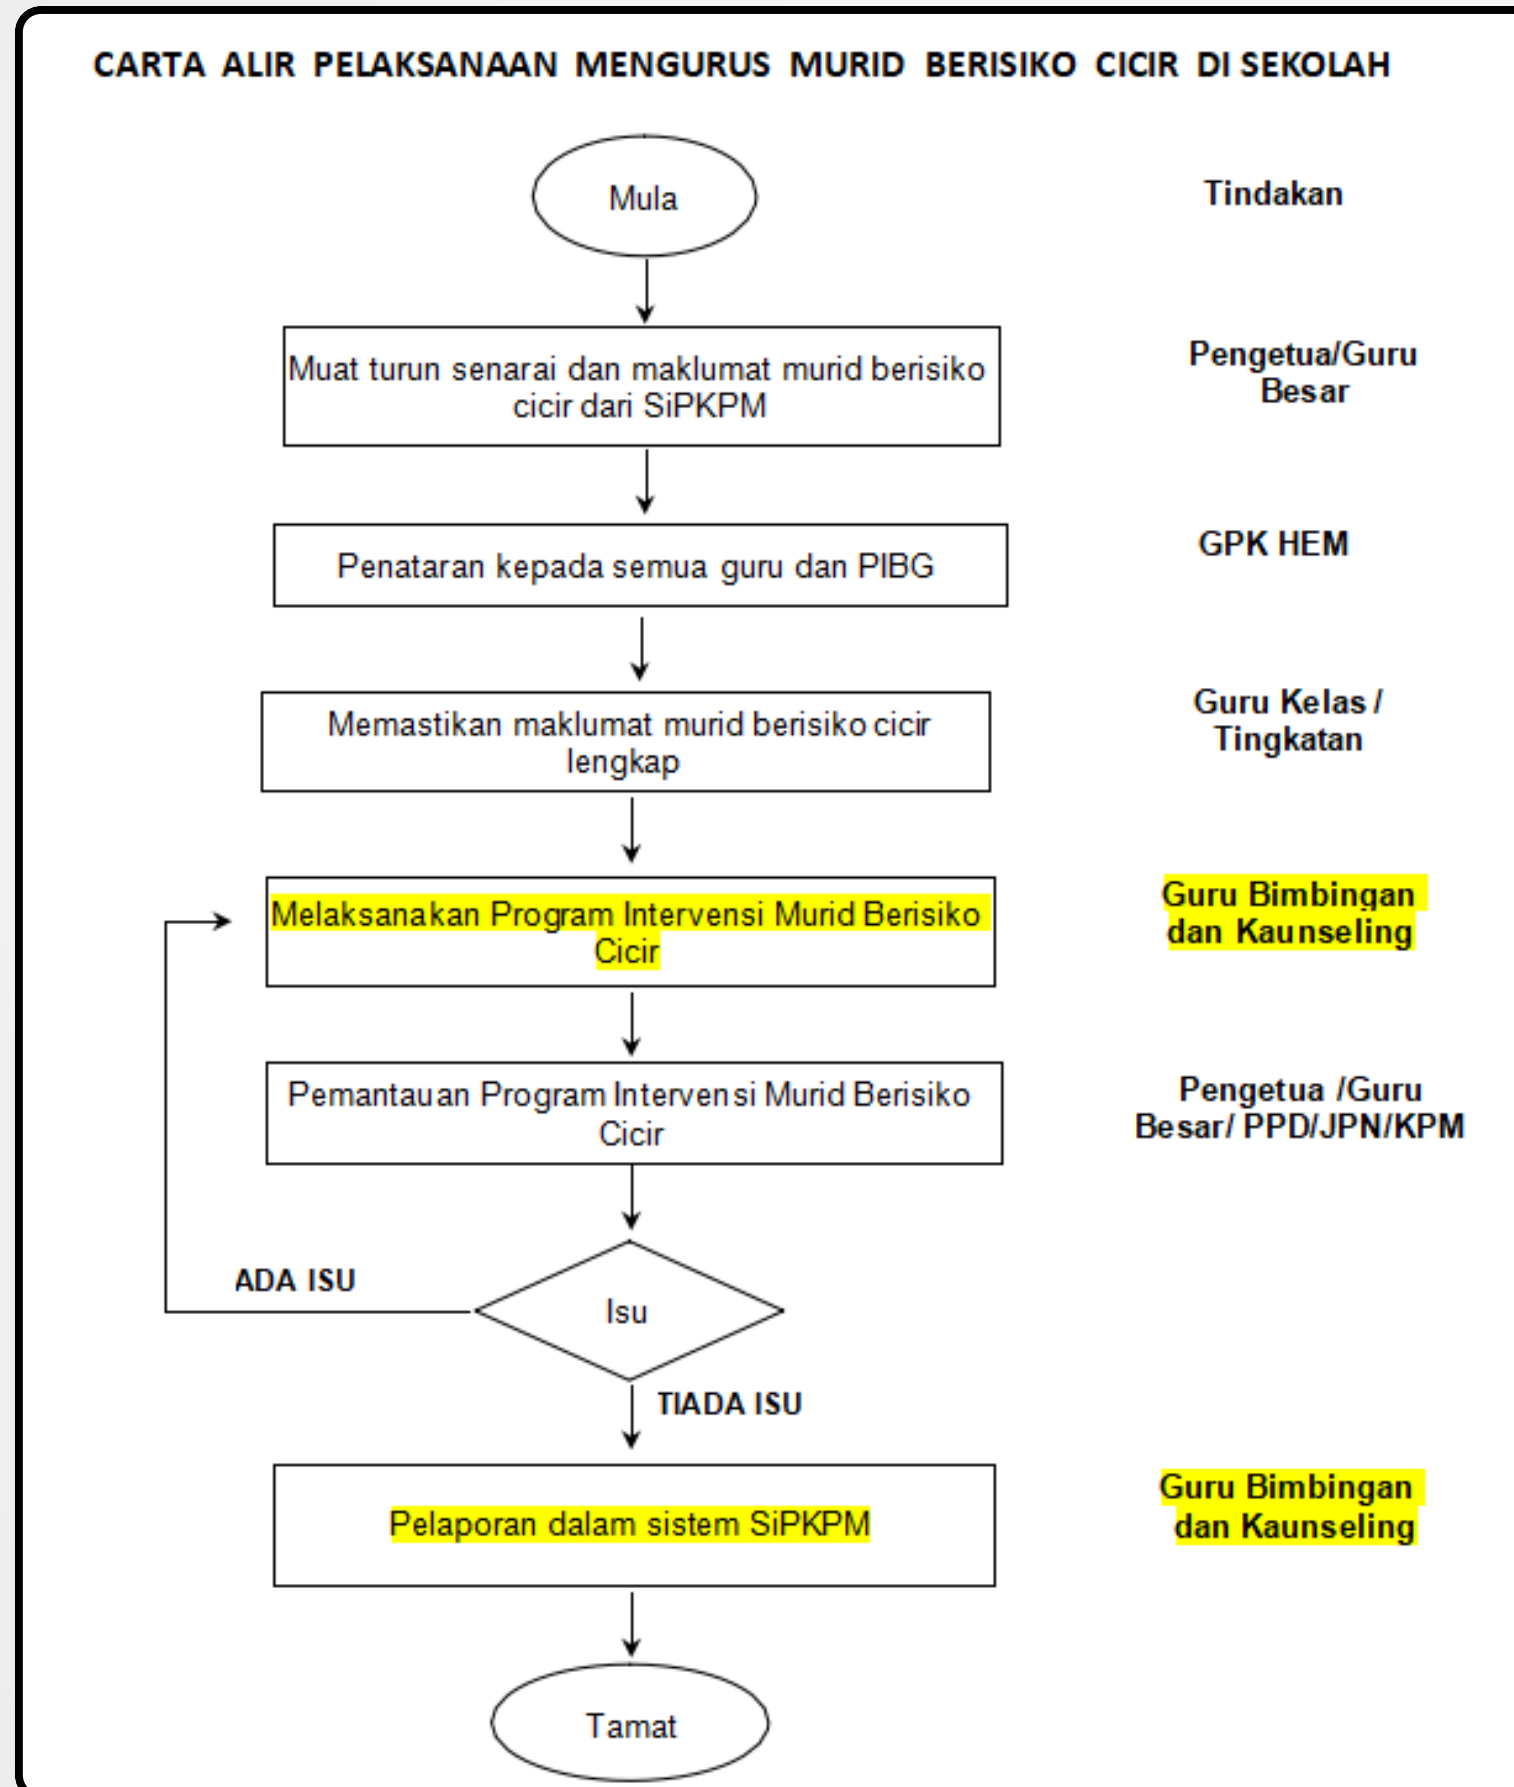 CARTA ALIR PELAKSANAAN MENGURUS MURID BERISIKO CICIR DI SEKOLAH
Mula
Tindakan
Muat turun senarai dan maklumat murid berisiko
cicir dari SiPKPM
Pengetua/Guru
Besar
Penataran kepada semua guru dan PIBG
GPK HEM
Memastikan maklumat murid berisiko cicir
lengkap
Guru Kelas /
Tingkatan
Melaksanakan Program Intervensi Murid Berisiko
Cicir
Guru Bimbingan
dan Kaunseling
Pemantauan Program Intervensi Murid Berisiko
Cicir
Pengetua /Guru
Besar/ PPD/JPN/KPM
ADA ISU
Isu
TIADA ISU
Pelaporan dalam sistem SiPKPM
Guru Bimbingan
dan Kaunseling
Tamat